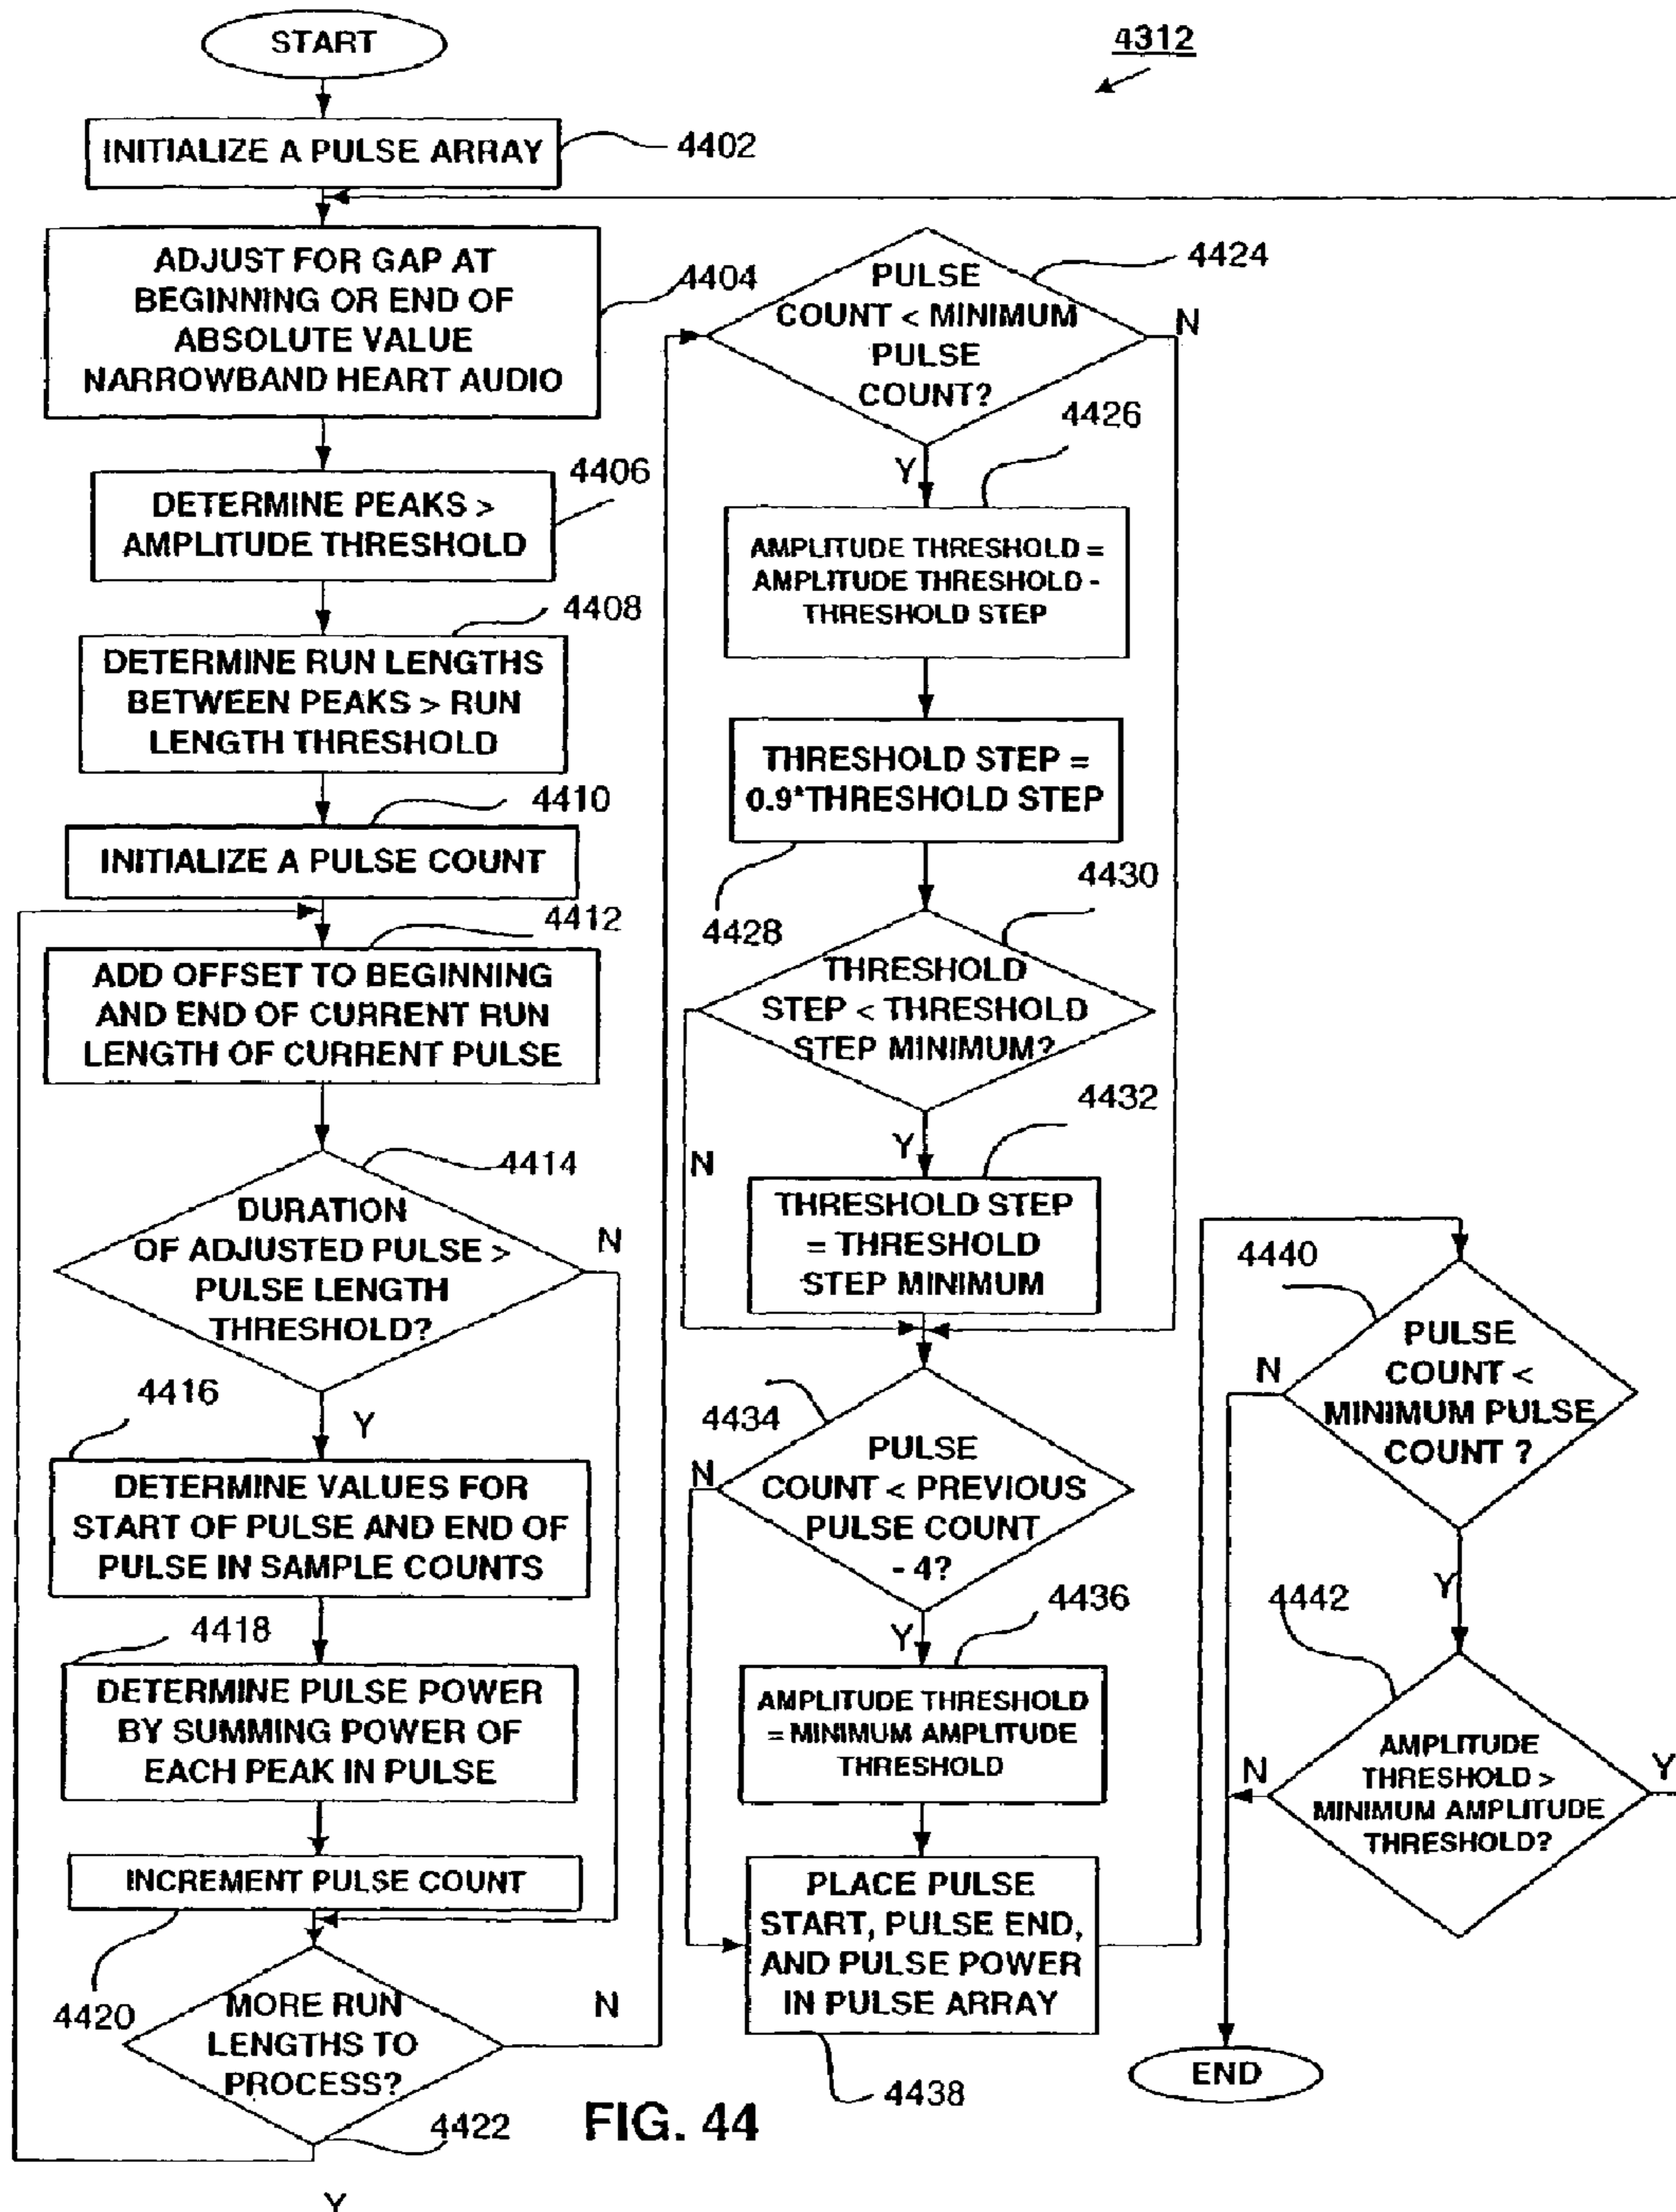 START
4312
INITIALIZE A PULSE ARRAY
4402
ADJUST FOR GAP AT
BEGINNING OR END OF
ABSOLUTE VALUE
NARROWBAND HEART AUDIO
4404
DETERMINE PEAKS >
AMPLITUDE THRESHOLD
4406
DETERMINE RUN LENGTHS
BETWEEN PEAKS > RUN
LENGTH THRESHOLD
4408
INITIALIZE A PULSE COUNT
4410
ADD OFFSET TO BEGINNING
AND END OF CURRENT RUN
LENGTH OF CURRENT PULSE
4412
DURATION
OF ADJUSTED PULSE >
PULSE LENGTH
THRESHOLD?
4414
N
Y
4416
DETERMINE VALUES FOR
START OF PULSE AND END OF
PULSE IN SAMPLE COUNTS
4418
DETERMINE PULSE POWER
BY SUMMING POWER OF
EACH PEAK IN PULSE
INCREMENT PULSE COUNT
4420
MORE RUN
LENGTHS TO
PROCESS?
N
4422
Y
PULSE
COUNT < MINIMUM
PULSE
COUNT?
4424
N
Y
4426
AMPLITUDE THRESHOLD =
AMPLITUDE THRESHOLD -
THRESHOLD STEP
THRESHOLD STEP =
0.9*THRESHOLD STEP
4428
4430
THRESHOLD
STEP < THRESHOLD
STEP MINIMUM?
N
Y
4432
THRESHOLD STEP
= THRESHOLD
STEP MINIMUM
4434
PULSE
COUNT < PREVIOUS
PULSE COUNT
- 4?
N
Y
4436
AMPLITUDE THRESHOLD
= MINIMUM AMPLITUDE
THRESHOLD
PLACE PULSE
START, PULSE END,
AND PULSE POWER
IN PULSE ARRAY
4438
4440
PULSE
COUNT <
MINIMUM PULSE
COUNT ?
N
Y
4442
AMPLITUDE
THRESHOLD >
MINIMUM AMPLITUDE
THRESHOLD?
N
Y
END
FIG. 44